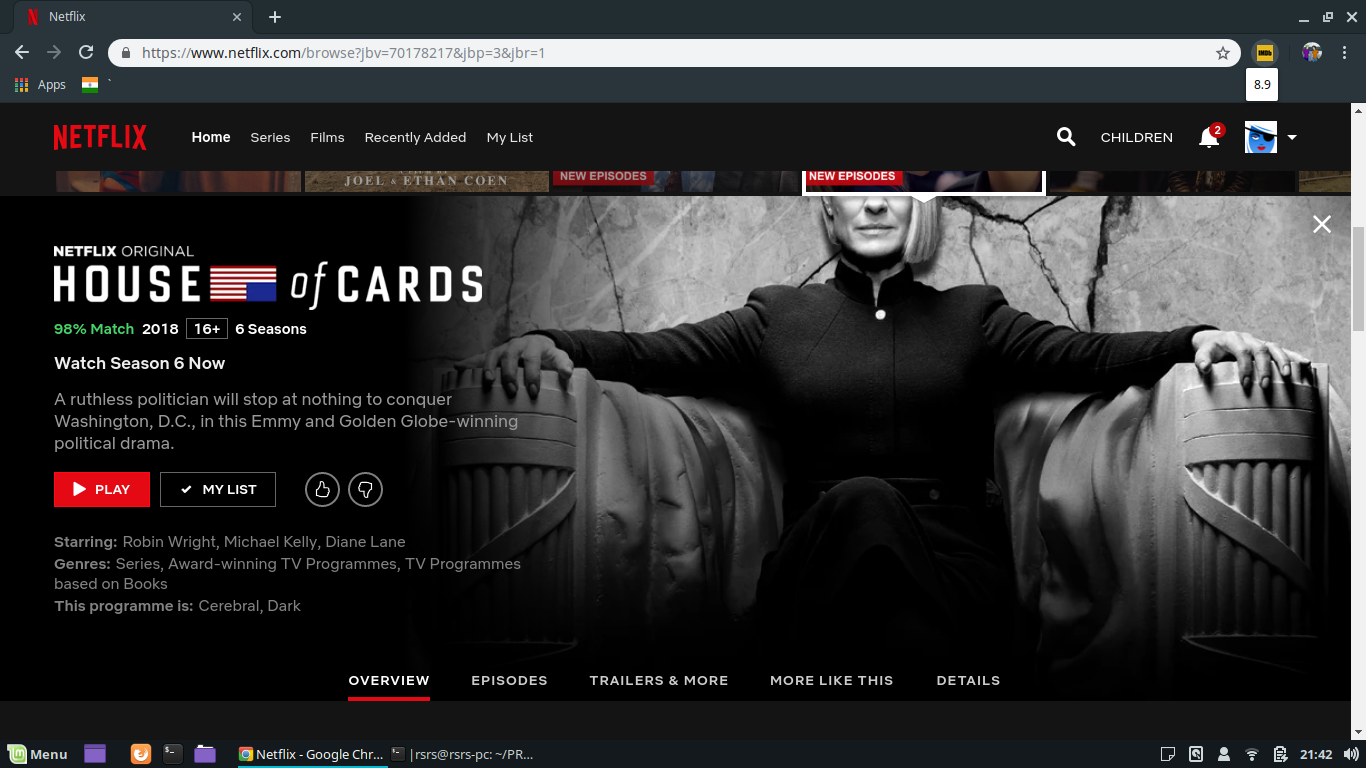 Netflix
https://www.netflix.com/browse?jbv=70178217&jbp=3&jbr=1
IMDb
Apps
`
8.9
NETFLIX Home Series Films Recently Added My List CHILDREN 2
JOEL & ETHAN COEN NEW EPISODES NEW EPISODES
NETFLIX ORIGINAL
HOUSE of CARDS
98% Match 2018 16+ 6 Seasons
Watch Season 6 Now
A ruthless politician will stop at nothing to conquer
Washington, D.C., in this Emmy and Golden Globe-winning
political drama.
PLAY MY LIST
Starring: Robin Wright, Michael Kelly, Diane Lane
Genres: Series, Award-winning TV Programmes, TV Programmes
based on Books
This programme is: Cerebral, Dark
OVERVIEW EPISODES TRAILERS & MORE MORE LIKE THIS DETAILS
Menu Netflix - Google Chr... |rsrs@rsrs-pc: ~/PR... 21:42